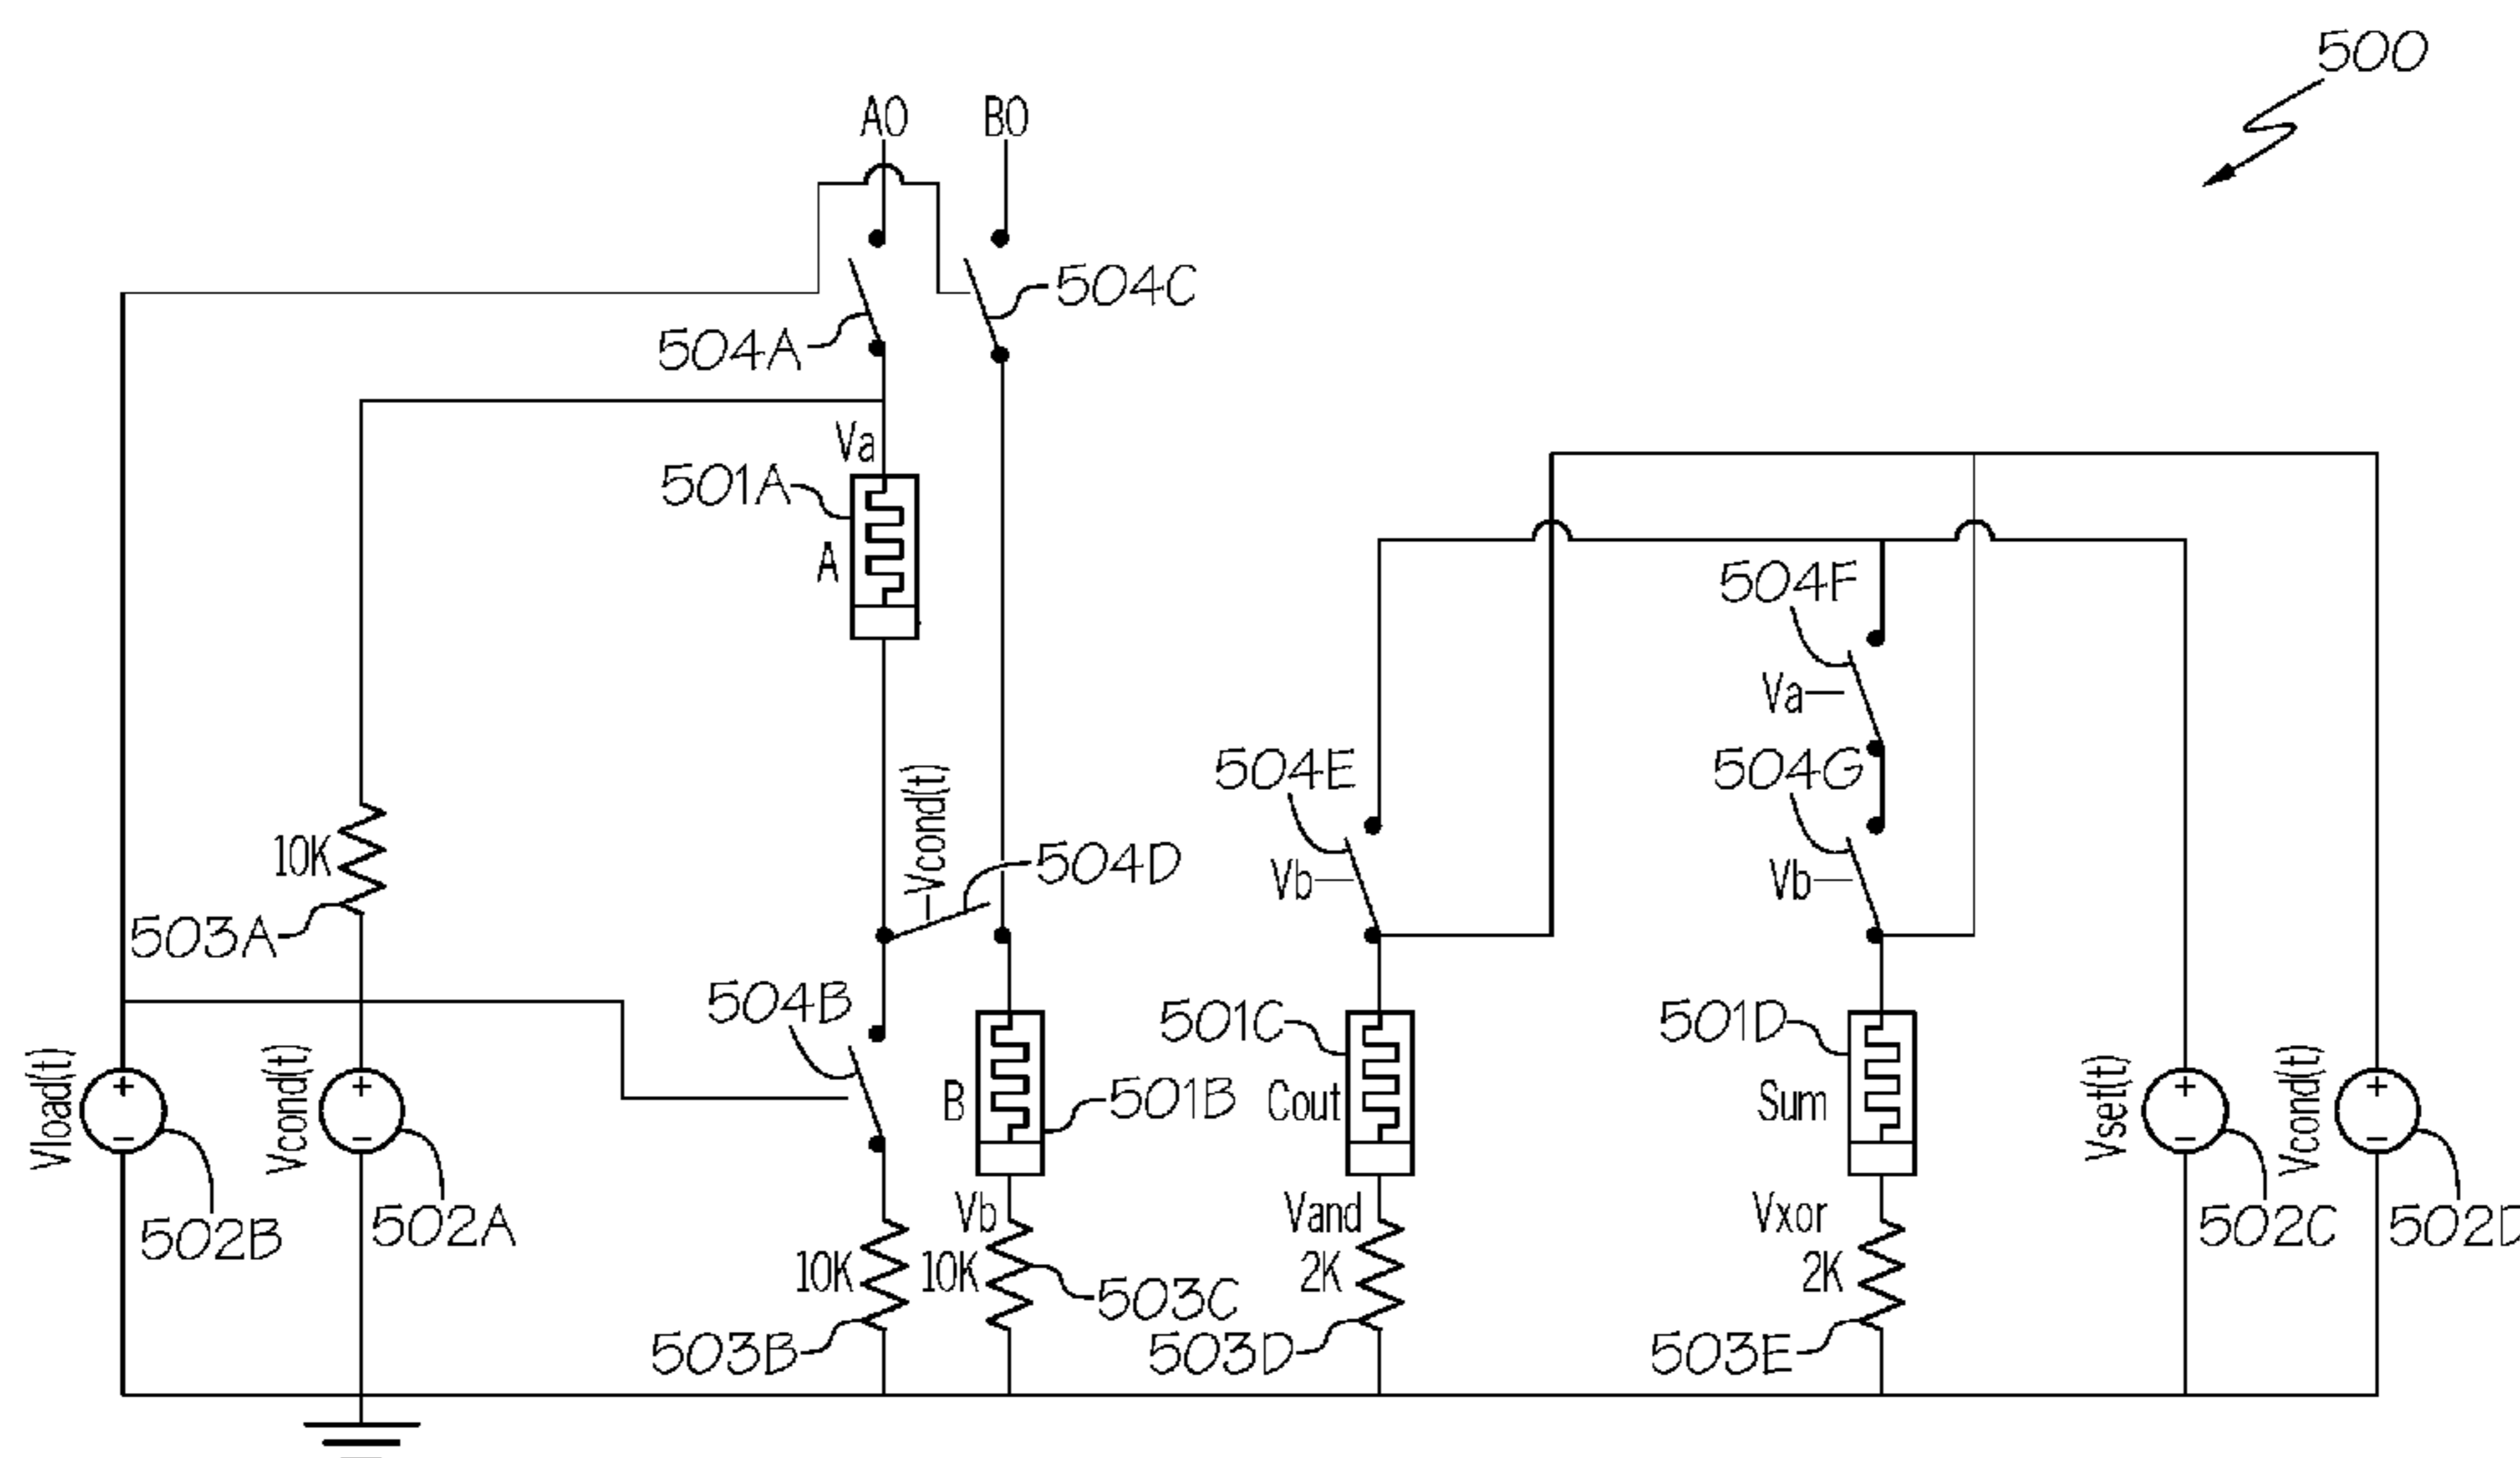 500
A0
B0
504C
504A
Va
501A
A
504F
Va
504E
504G
Vcond(t)
504D
Vb
Vb
10K
503A
504B
501C
501D
Vload(t)
Vcond(t)
B
501B
Cout
Sum
Vset(t)
Vcond(t)
502B
502A
Vb
Vand
Vxor
502C
502D
10K
10K
2K
2K
503C
503B
503D
503E